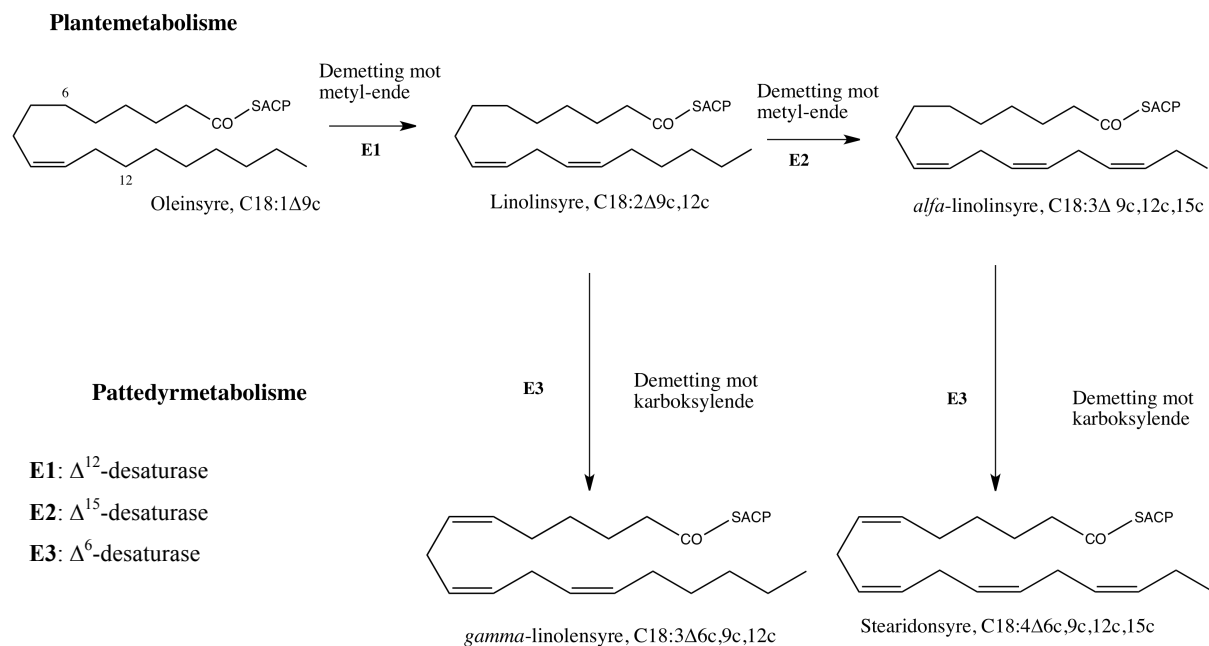 Plantemetabolisme
6
SACP
CO
12
Oleinsyre, C18:1Δ9c
Demetting mot
metyl-ende
E1
SACP
CO
Linolinsyre, C18:2Δ9c,12c
Demetting mot
metyl-ende
E2
SACP
CO
alfa-linolinsyre, C18:3Δ 9c,12c,15c
Pattedyrmetabolisme
E1: Δ¹²-desaturase
E2: Δ¹⁵-desaturase
E3: Δ⁶-desaturase
E3
Demetting mot
karboksylende
E3
Demetting mot
karboksylende
SACP
CO
gamma-linolensyre, C18:3Δ6c,9c,12c
SACP
CO
Stearidonsyre, C18:4Δ6c,9c,12c,15c